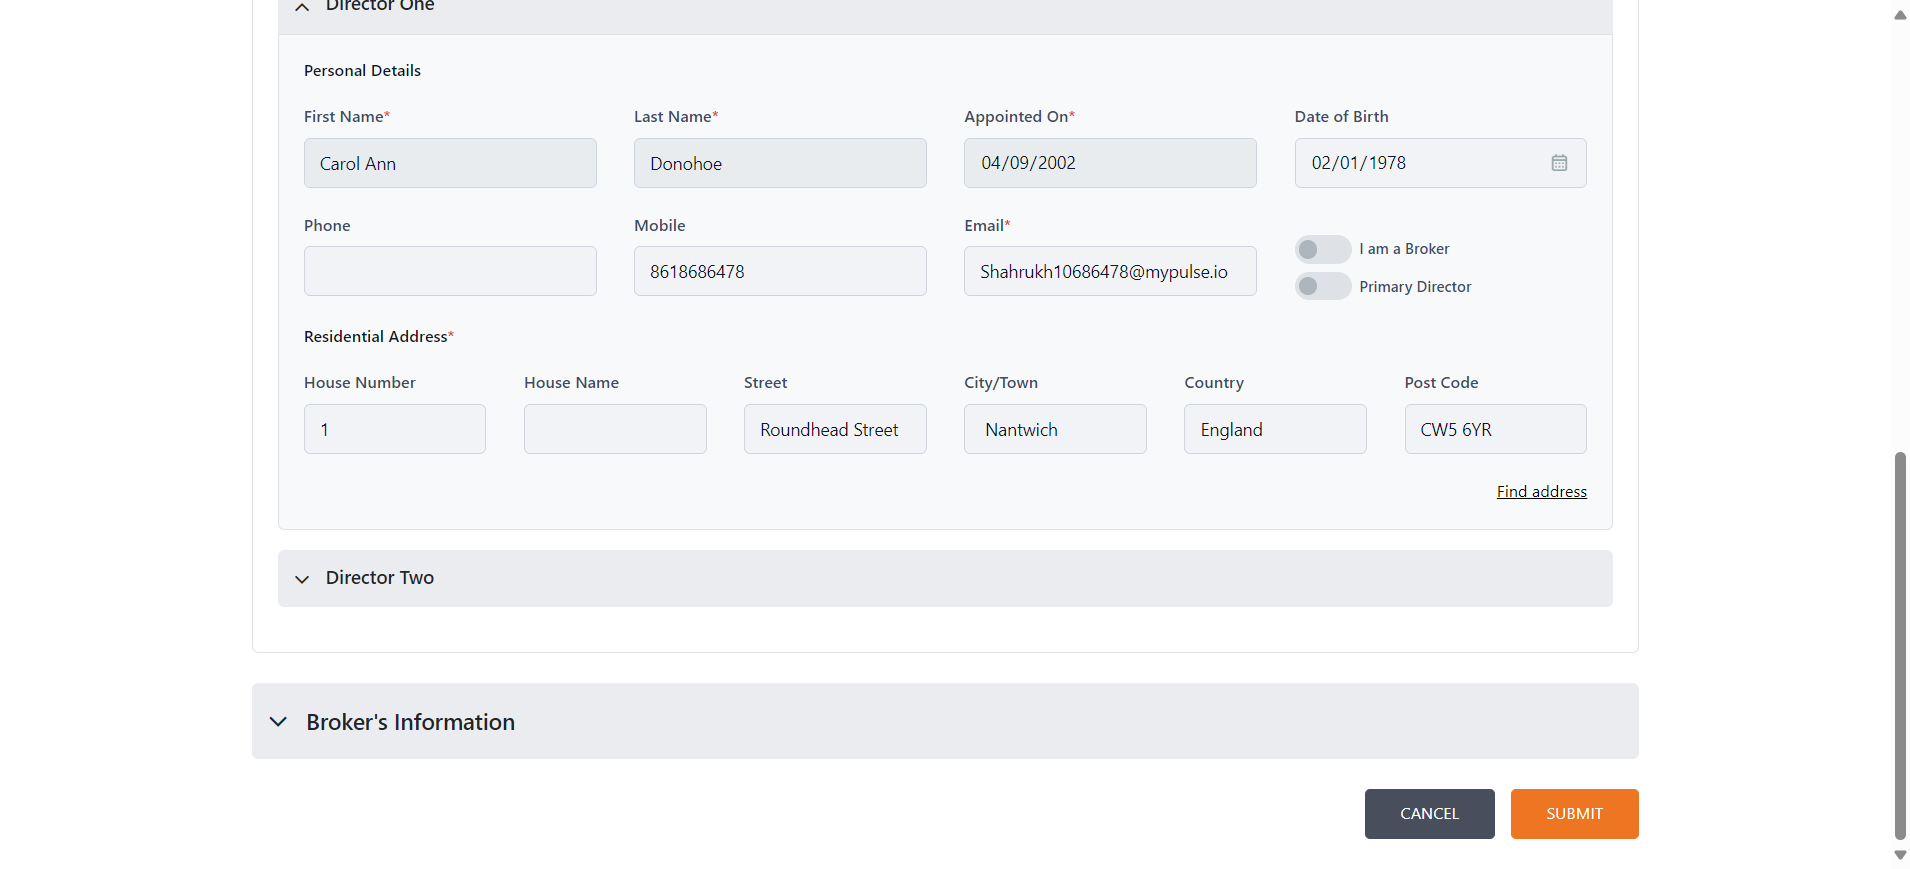 Director One
Personal Details
First Name* Last Name* Appointed On* Date of Birth
Carol Ann Donohoe 04/09/2002 02/01/1978
Phone Mobile Email*
8618686478 Shahrukh10686478@mypulse.io
I am a Broker
Primary Director
Residential Address*
House Number House Name Street City/Town Country Post Code
1 Roundhead Street Nantwich England CW5 6YR
Find address
Director Two
Broker's Information
CANCEL SUBMIT